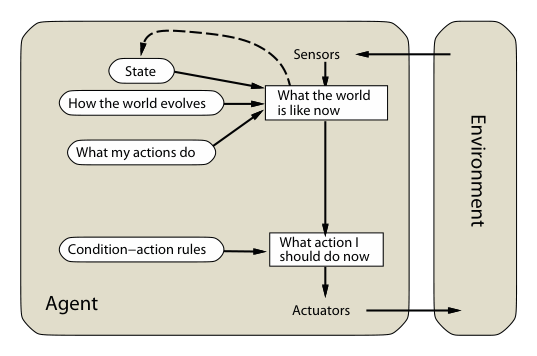 Sensors
State
What the world
is like now
How the world evolves
What my actions do
Environment
Condition–action rules
What action I
should do now
Agent
Actuators